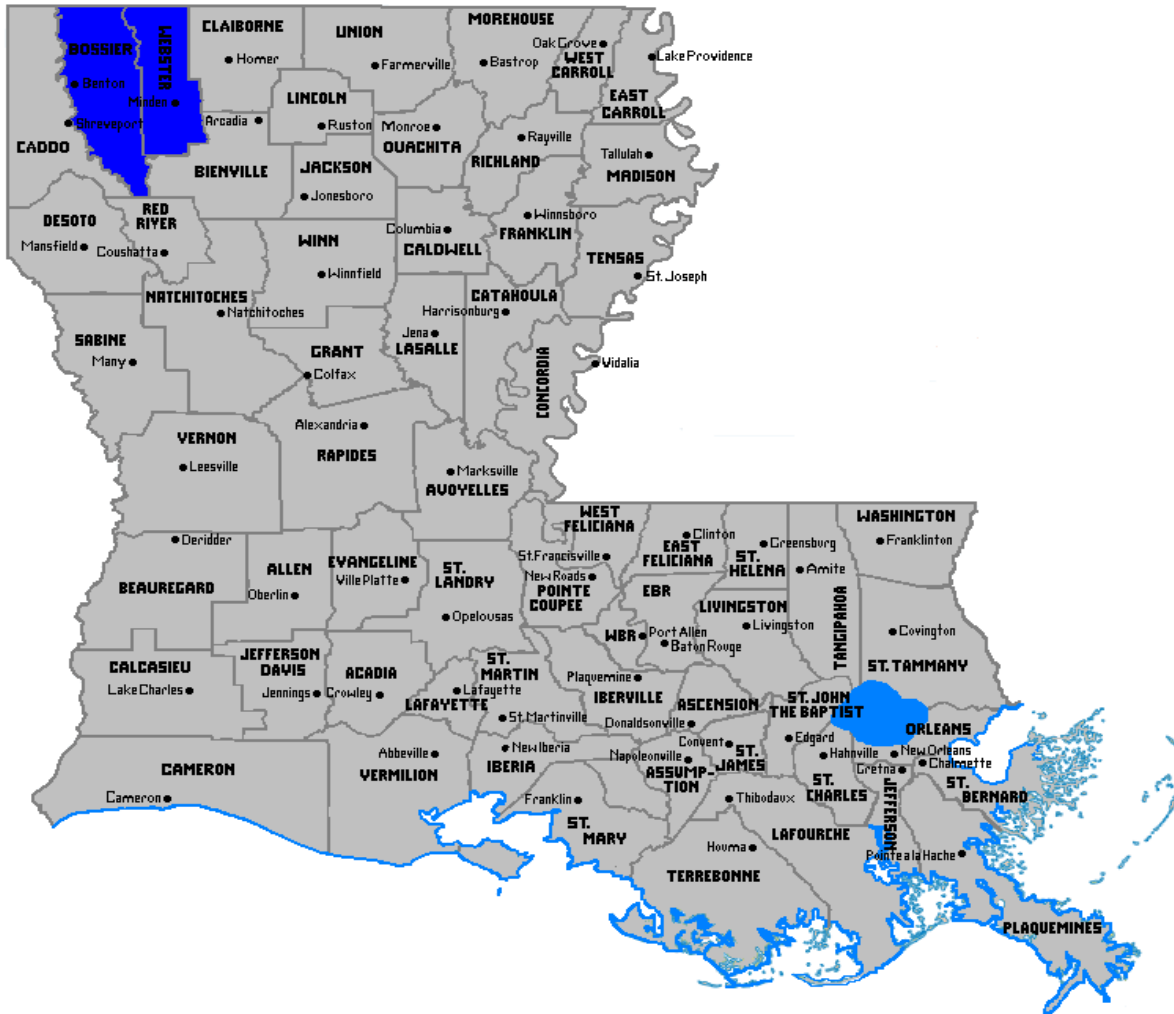 CLAIBORNE
UNION
MOREHOUSE
BOSSIER
WEBSTER
Homer
Farmerville
Bastrop
Oak Grove
WEST
CARROLL
Lake Providence
EAST
CARROLL
Benton
Minden
Shreveport
CADDO
Arcadia
LINCOLN
Ruston
Monroe
OUACHITA
Rayville
RICHLAND
Tallulah
MADISON
BIENVILLE
JACKSON
Jonesboro
DESOTO
Mansfield
RED
RIVER
Coushatta
WINN
Winnfield
Columbia
CALDWELL
Winnsboro
FRANKLIN
TENSAS
St. Joseph
NATCHITOCHES
Natchitoches
CATAHOULA
Harrisonburg
SABINE
Many
GRANT
Colfax
Jena
LASALLE
CONCORDIA
Vidalia
VERNON
Leesville
Alexandria
RAPIDES
Marksville
AVOYELLES
WEST
FELICIANA
St. Francisville
Clinton
EAST
FELICIANA
Greensburg
ST.
HELENA
Amite
TANGIPAHOA
WASHINGTON
Franklinton
Deridder
BEAUREGARD
ALLEN
Oberlin
EVANGELINE
Ville Platte
ST.
LANDRY
Opelousas
New Roads
POINTE
COUPEE
EBR
WBR
Port Allen
Baton Rouge
LIVINGSTON
Livingston
Covington
ST. TAMMANY
CALCASIEU
Lake Charles
JEFFERSON
DAVIS
Jennings
ACADIA
Crowley
Lafayette
LAFAYETTE
ST.
MARTIN
St. Martinville
Plaquemine
IBERVILLE
ASCENSION
Donaldsonville
ST. JOHN
THE BAPTIST
Edgard
ORLEANS
New Orleans
Chalmette
Hahnville
Gretna
CAMERON
Cameron
Abbeville
VERMILION
New Iberia
IBERIA
Napoleonville
ASSUMP-
TION
Convent
ST.
JAMES
ST.
CHARLES
JEFFERSON
ST.
BERNARD
Franklin
ST.
MARY
Thibodaux
LAFOURCHE
Houma
TERREBONNE
Pointe a la Hache
PLAQUEMINES